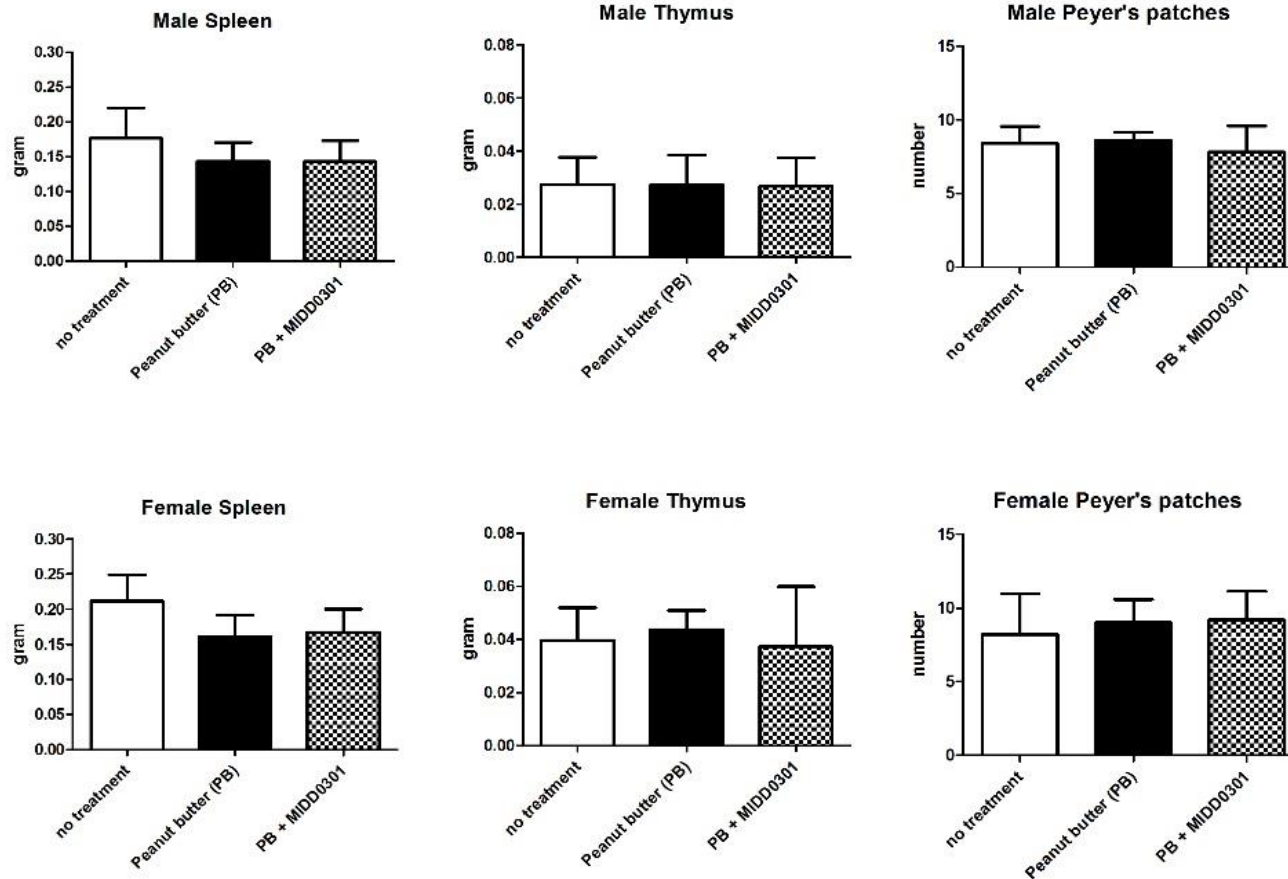 Male Spleen
0.30
0.25
0.20
0.15
0.10
0.05
0.00
gram
no treatment
Peanut butter (PB)
PB + MIDD0301
Male Thymus
0.08
0.06
0.04
0.02
0.00
gram
no treatment
Peanut butter (PB)
PB + MIDD0301
Male Peyer's patches
15
10
5
0
number
no treatment
Peanut butter (PB)
PB + MIDD0301
Female Spleen
0.30
0.25
0.20
0.15
0.10
0.05
0.00
gram
no treatment
Peanut butter (PB)
PB + MIDD0301
Female Thymus
0.08
0.06
0.04
0.02
0.00
gram
no treatment
Peanut butter (PB)
PB + MIDD0301
Female Peyer's patches
15
10
5
0
number
no treatment
Peanut butter (PB)
PB + MIDD0301